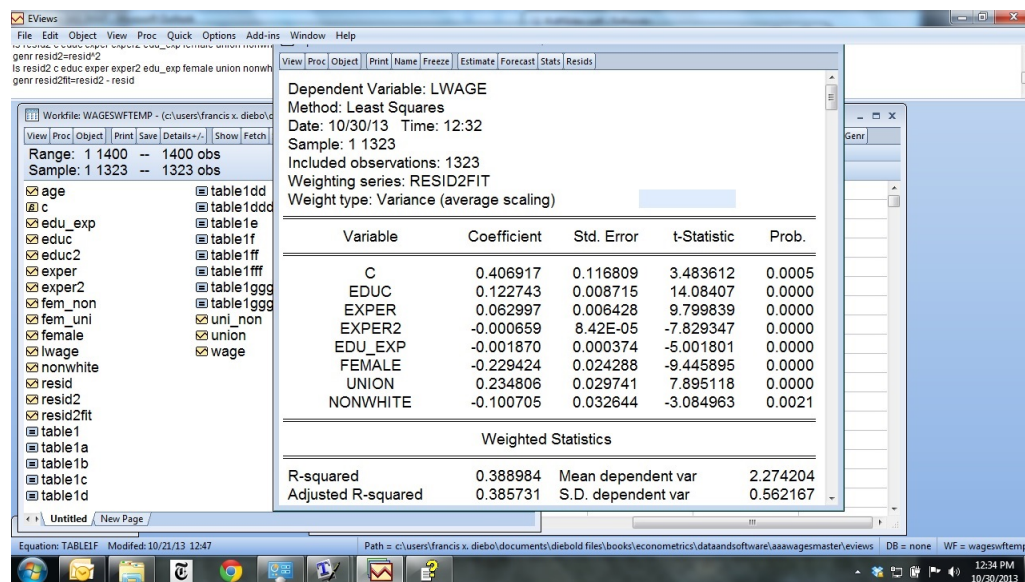 EViews
File Edit Object View Proc Quick Options Add-ins Window Help
ls resid2 c educ exper exper2 edu_exp female union nonwh
genr resid2=resid^2
ls resid2 c educ exper exper2 edu_exp female union nonwh
genr resid2fit=resid2 - resid
View Proc Object Print Name Freeze Estimate Forecast Stats Resids
Dependent Variable: LWAGE
Method: Least Squares
Date: 10/30/13 Time: 12:32
Sample: 1 1323
Included observations: 1323
Weighting series: RESID2FIT
Weight type: Variance (average scaling)
Variable Coefficient Std. Error t-Statistic Prob.
C 0.406917 0.116809 3.483612 0.0005
EDUC 0.122743 0.008715 14.08407 0.0000
EXPER 0.062997 0.006428 9.799839 0.0000
EXPER2 -0.000659 8.42E-05 -7.829347 0.0000
EDU_EXP -0.001870 0.000374 -5.001801 0.0000
FEMALE -0.229424 0.024288 -9.445895 0.0000
UNION 0.234806 0.029741 7.895118 0.0000
NONWHITE -0.100705 0.032644 -3.084963 0.0021
Weighted Statistics
R-squared 0.388984 Mean dependent var 2.274204
Adjusted R-squared 0.385731 S.D. dependent var 0.562167
Workfile: WAGESWFTEMP - (c:\users\francis x. diebo\d
View Proc Object Print Save Details+/- Show Fetch
Genr
Range: 1 1400 -- 1400 obs
Sample: 1 1323 -- 1323 obs
age
c
edu_exp
educ
educ2
exper
exper2
fem_non
fem_uni
female
lwage
nonwhite
resid
resid2
resid2fit
table1
table1a
table1b
table1c
table1d
table1dd
table1ddd
table1e
table1f
table1ff
table1fff
table1ggg
table1ggg
uni_non
union
wage
Untitled New Page
Equation: TABLE1F Modifed: 10/21/13 12:47
Path = c:\users\francis x. diebo\documents\diebold files\books\econometrics\dataandsoftware\aaawagesmaster\eviews DB = none WF = wageswftemp
12:34 PM
10/30/2013